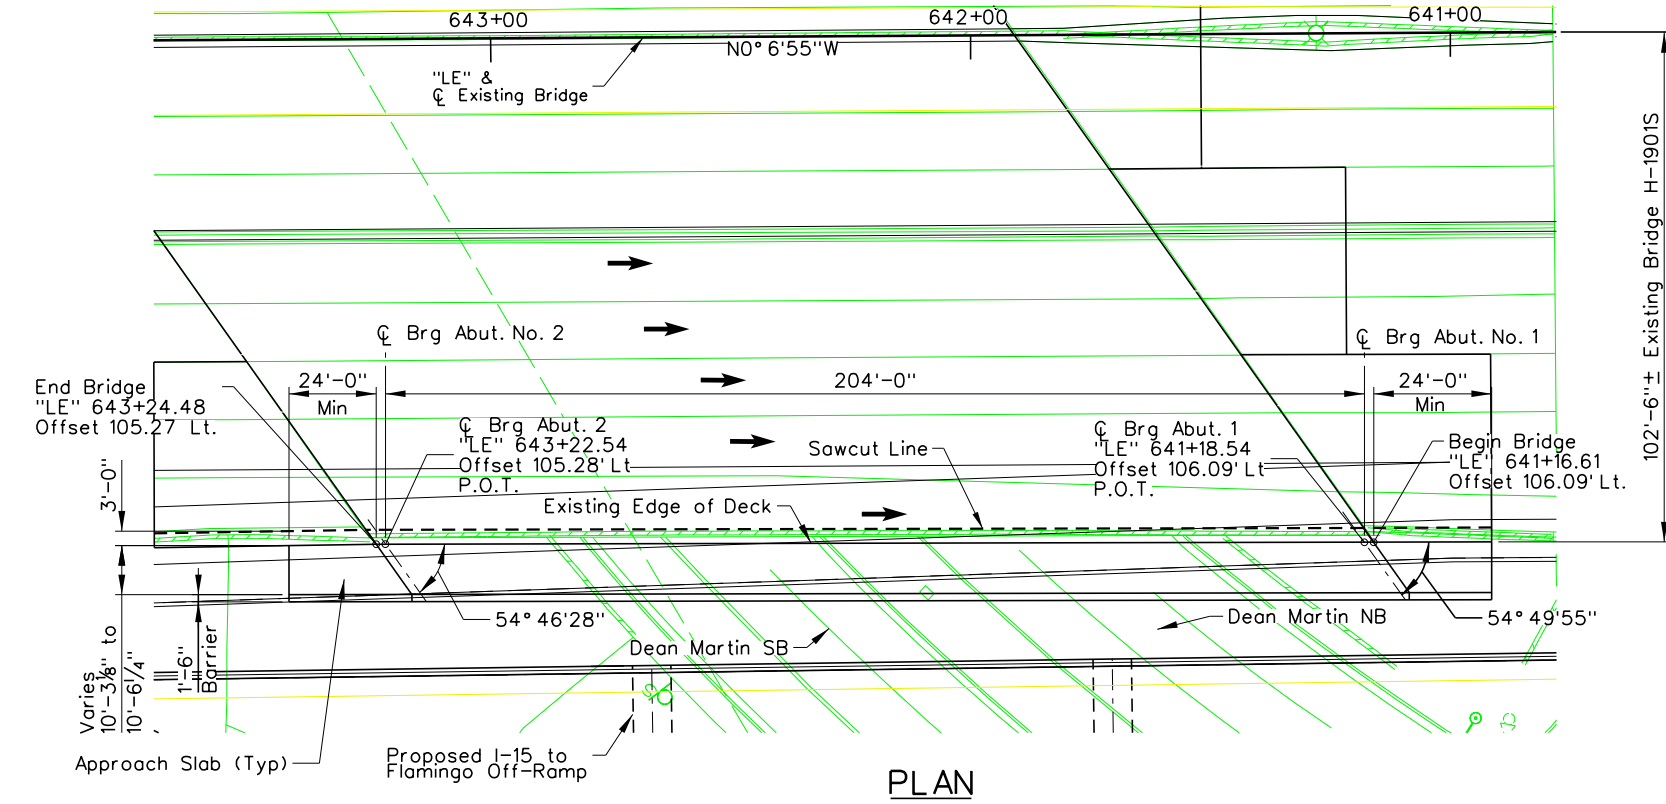 643+00
642+00
641+00
N0° 6'55"W
"LE" &
℄ Existing Bridge
102'-6"± Existing Bridge H-1901S
℄ Brg Abut. No. 2
℄ Brg Abut. No. 1
End Bridge
"LE" 643+24.48
Offset 105.27 Lt.
24'-0"
Min
204'-0"
24'-0"
Min
℄ Brg Abut. 2
"LE" 643+22.54
Offset 105.28' Lt
P.O.T.
Sawcut Line
℄ Brg Abut. 1
"LE" 641+18.54
Offset 106.09' Lt
P.O.T.
Begin Bridge
"LE" 641+16.61
Offset 106.09' Lt.
3'-0"
Existing Edge of Deck
54° 46'28"
Dean Martin SB
Dean Martin NB
54° 49'55"
Varies
10'-3⅛" to
10'-6¼"
1'-6"
Barrier
Approach Slab (Typ)
Proposed I-15 to
Flamingo Off-Ramp
PLAN